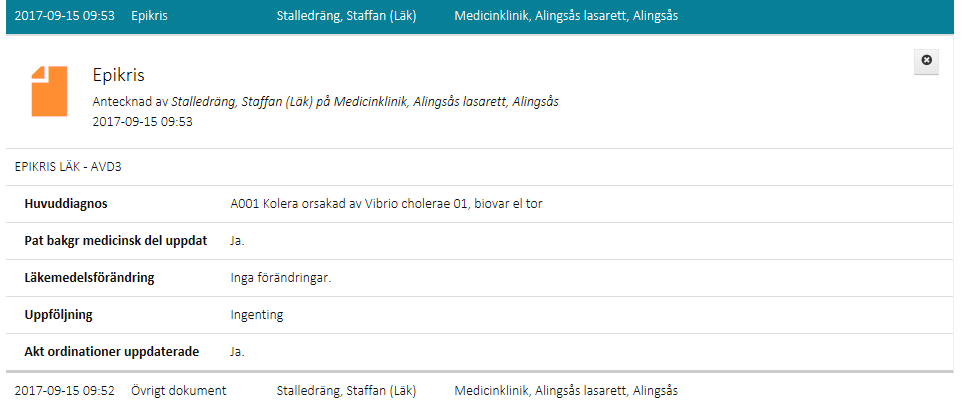 2017-09-15 09:53 Epikris Stalledräng, Staffan (Läk) Medicinklinik, Alingsås lasarett, Alingsås
Epikris
Antecknad av Stalledräng, Staffan (Läk) på Medicinklinik, Alingsås lasarett, Alingsås
2017-09-15 09:53
EPIKRIS LÄK - AVD3
Huvuddiagnos A001 Kolera orsakad av Vibrio cholerae 01, biovar el tor
Pat bakgr medicinsk del uppdat Ja.
Läkemedelsförändring Inga förändringar.
Uppföljning Ingenting
Akt ordinationer uppdaterade Ja.
2017-09-15 09:52 Övrigt dokument Stalledräng, Staffan (Läk) Medicinklinik, Alingsås lasarett, Alingsås